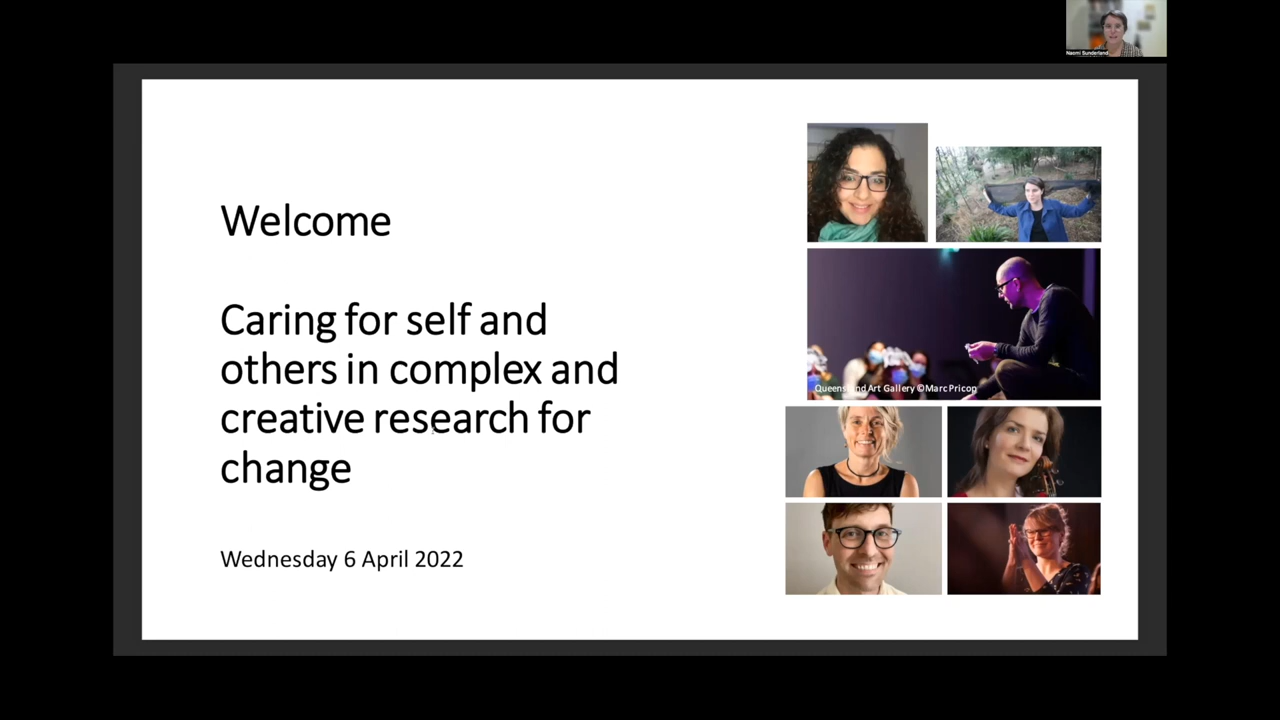 Naomi Sunderland
Welcome
Caring for self and
others in complex and
creative research for
change
Wednesday 6 April 2022
Queensland Art Gallery ©Marc Pricop